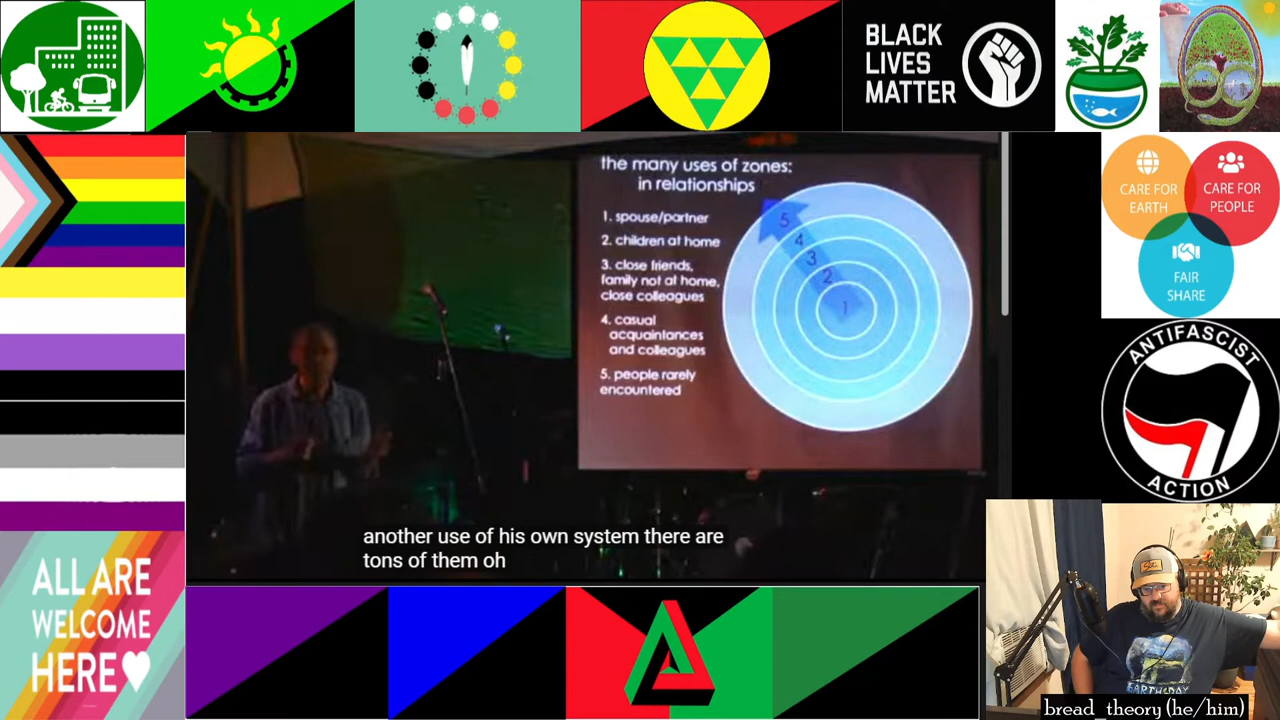 BLACK
LIVES
MATTER
the many uses of zones:
in relationships
1. spouse/partner
2. children at home
3. close friends,
family not at home,
close colleagues
4. casual
acquaintances
and colleagues
5. people rarely
encountered
5
4
3
2
1
CARE FOR
EARTH
CARE FOR
PEOPLE
FAIR
SHARE
ANTIFASCIST
ACTION
another use of his own system there are
tons of them oh
ALL ARE
WELCOME
HERE
EARTH DAY
bread_theory (he/him)